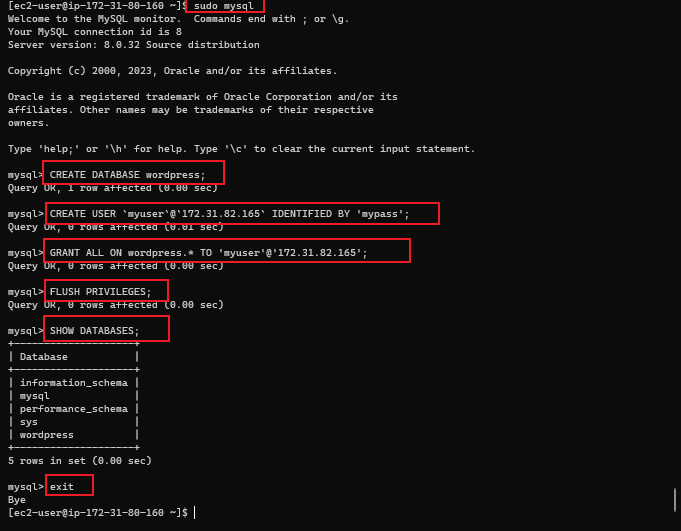 [ec2-user@ip-172-31-80-160 ~]$ sudo mysql
Welcome to the MySQL monitor.  Commands end with ; or \g.
Your MySQL connection id is 8
Server version: 8.0.32 Source distribution
Copyright (c) 2000, 2023, Oracle and/or its affiliates.
Oracle is a registered trademark of Oracle Corporation and/or its
affiliates. Other names may be trademarks of their respective
owners.
Type 'help;' or '\h' for help. Type '\c' to clear the current input statement.
mysql> CREATE DATABASE wordpress;
Query OK, 1 row affected (0.00 sec)
mysql> CREATE USER `myuser`@`172.31.82.165` IDENTIFIED BY 'mypass';
Query OK, 0 rows affected (0.01 sec)
mysql> GRANT ALL ON wordpress.* TO 'myuser'@'172.31.82.165';
Query OK, 0 rows affected (0.00 sec)
mysql> FLUSH PRIVILEGES;
Query OK, 0 rows affected (0.00 sec)
mysql> SHOW DATABASES;
+--------------------+
| Database           |
+--------------------+
| information_schema |
| mysql              |
| performance_schema |
| sys                |
| wordpress          |
+--------------------+
5 rows in set (0.00 sec)
mysql> exit
Bye
[ec2-user@ip-172-31-80-160 ~]$